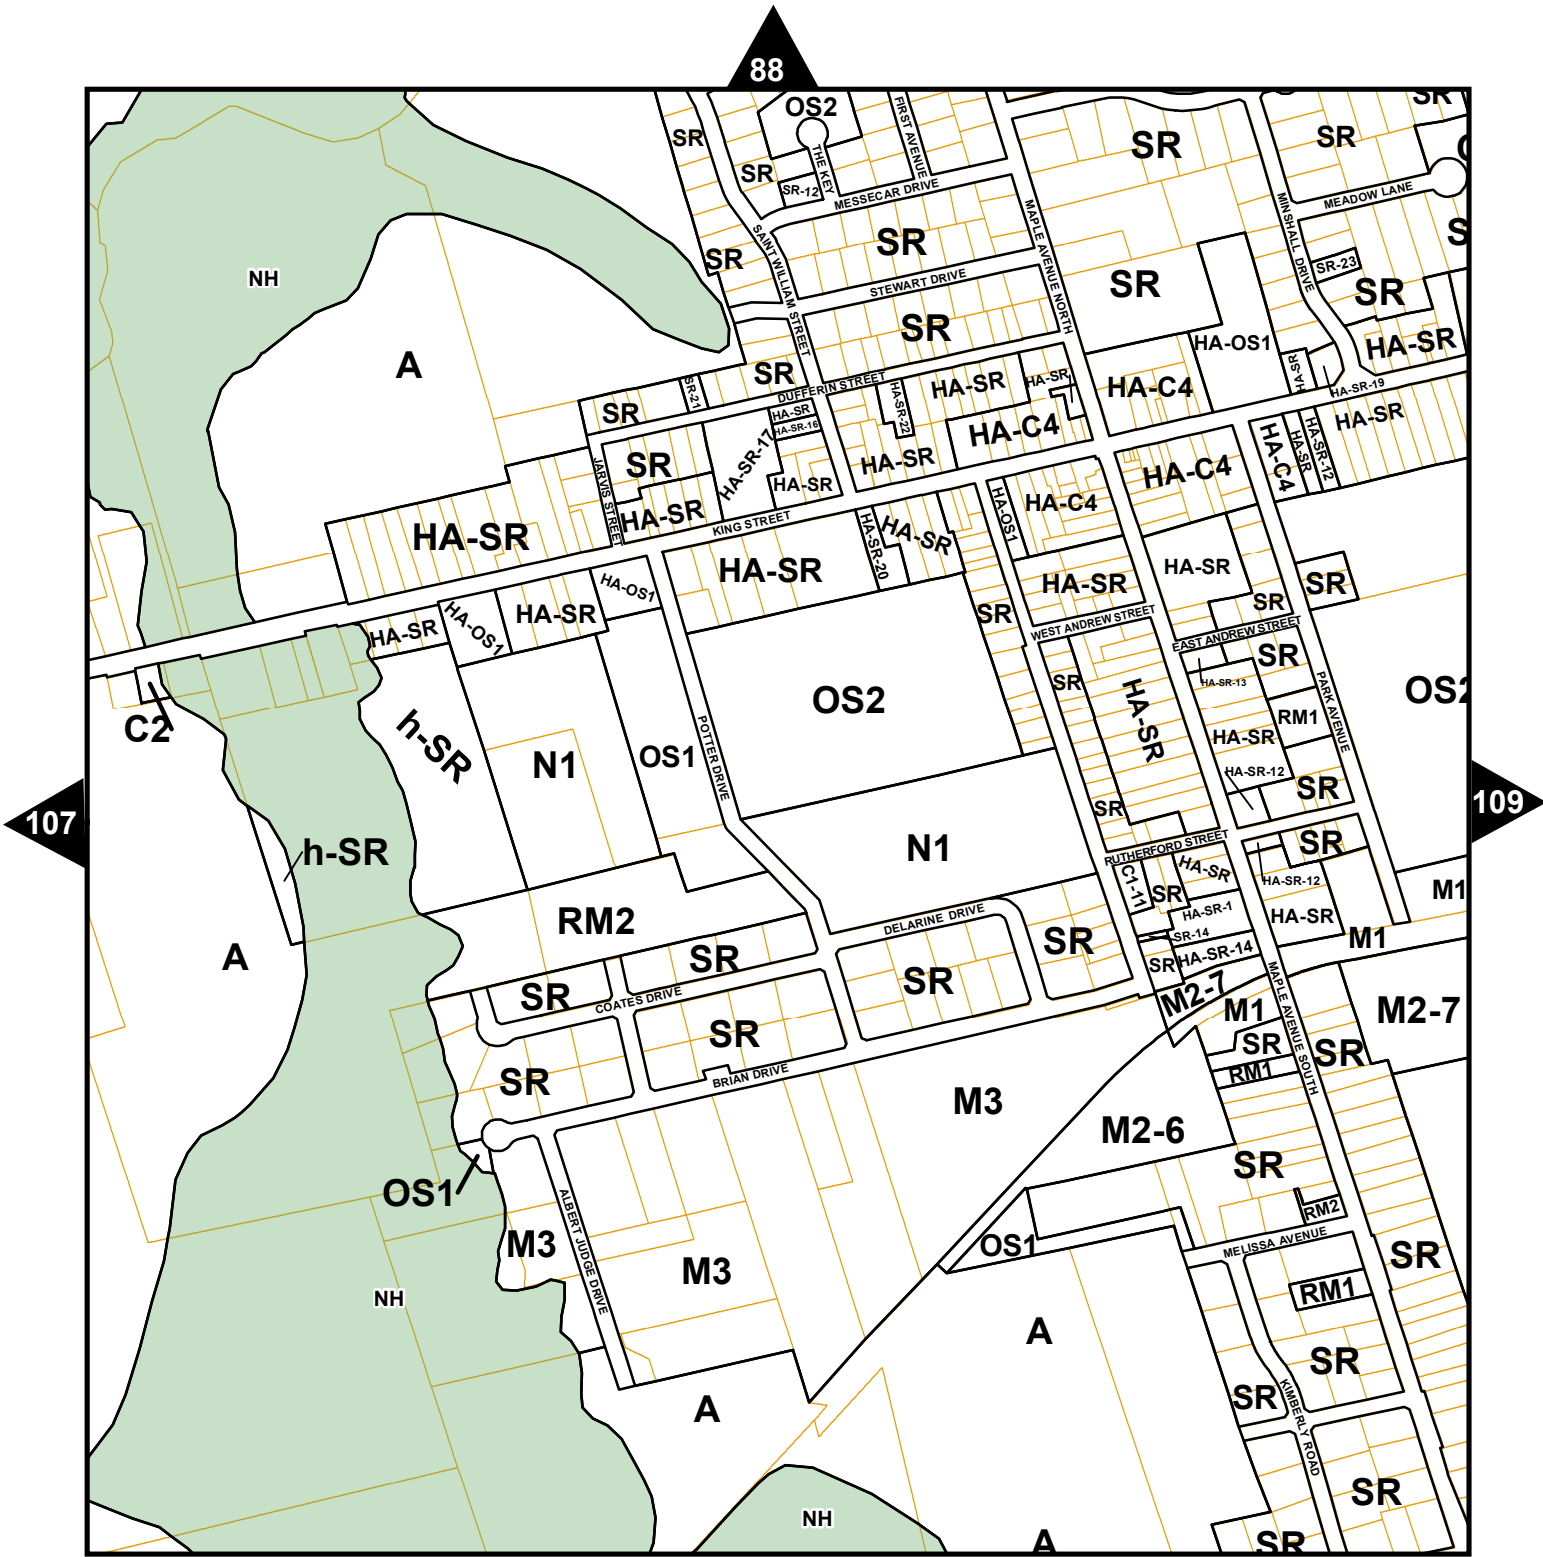 88
OS2
FIRST AVENUE
SR
SR
SR
SR
SR
THE KEY
SR-12
MESSECAR DRIVE
MINSHALL DRIVE
MEADOW LANE
SAINT WILLIAM STREET
MAPLE AVENUE NORTH
SR
SR
STEWART DRIVE
SR
SR-23
SR
NH
SR
HA-OS1
HA-SR
A
SR
SR-21
DUFFERIN STREET
HA-SR
HA-SR
HA-SR-22
HA-C4
HA-SR
HA-SR-19
SR
HA-SR
HA-SR-16
HA-C4
HA-SR
HA-SR-17
HA-SR
HA-C4
HA-C4
HA-SR
HA-SR-12
JARVIS STREET
SR
HA-SR
HA-OS1
HA-C4
HA-SR
KING STREET
HA-SR
HA-SR-20
HA-SR
HA-SR
HA-SR
HA-SR
SR
HA-OS1
HA-SR
HA-OS1
HA-SR
SR
SR
WEST ANDREW STREET
EAST ANDREW STREET
SR
HA-SR-13
SR
PARK AVENUE
OS2
OS2
C2
h-SR
N1
OS1
POTTER DRIVE
HA-SR
RM1
HA-SR
HA-SR-12
SR
107
109
SR
h-SR
N1
RUTHERFORD STREET
SR
C1-11
SR
HA-SR
HA-SR-12
M1
RM2
DELARINE DRIVE
HA-SR-1
HA-SR
A
SR
SR
SR-14
M1
SR
HA-SR-14
SR
COATES DRIVE
SR
M2-7
M1
MAPLE AVENUE SOUTH
M2-7
SR
SR
SR
SR
BRIAN DRIVE
RM1
M3
M2-6
SR
OS1
RM2
M3
ALBERT JUDGE DRIVE
M3
OS1
MELISSA AVENUE
SR
NH
RM1
A
SR
A
SR
KIMBERLY ROAD
SR
NH
A
SR